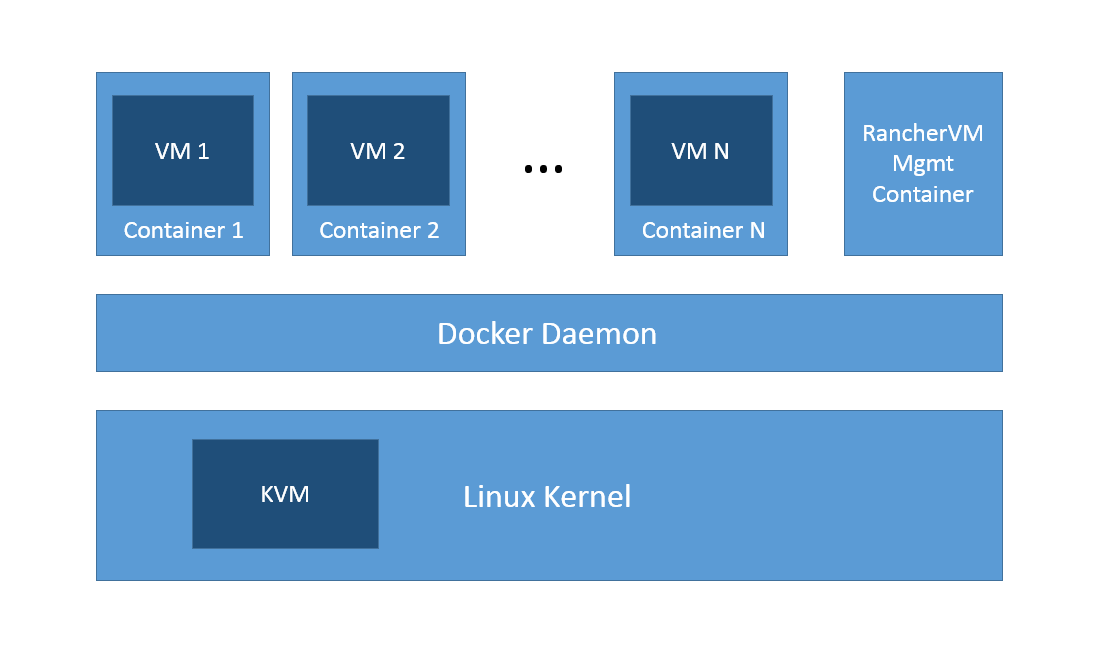 VM 1
Container 1
VM 2
Container 2
...
VM N
Container N
RancherVM
Mgmt
Container
Docker Daemon
KVM
Linux Kernel